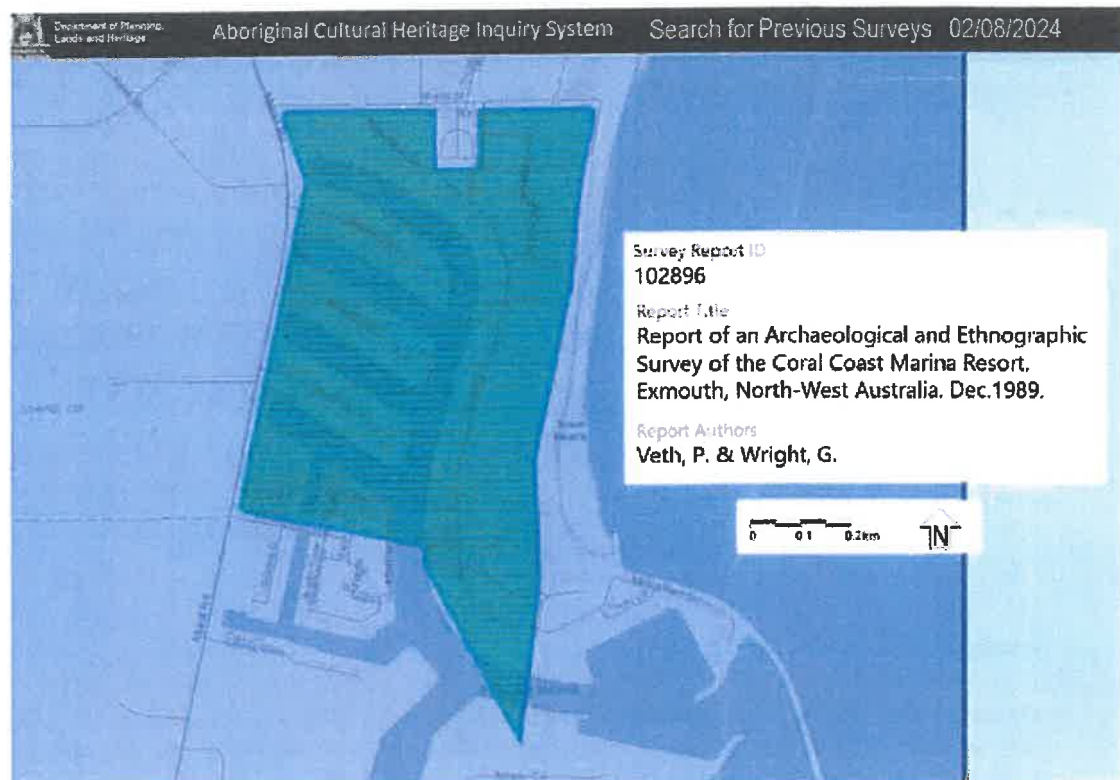 Department of Planning,
Lands and Heritage
Aboriginal Cultural Heritage Inquiry System
Search for Previous Surveys 02/08/2024
Survey Report ID
102896
Report Title
Report of an Archaeological and Ethnographic
Survey of the Coral Coast Marina Resort,
Exmouth, North-West Australia. Dec.1989.
Report Authors
Veth, P. & Wright, G.
0 0.1 0.2km
N